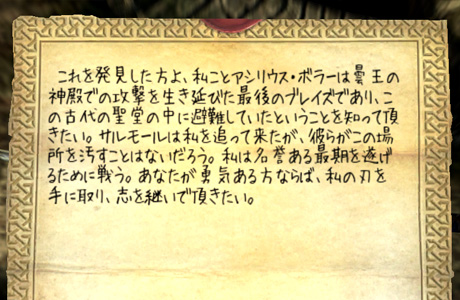 これを発見した方よ、私ことアシリウス・ボラーは曇王の
神殿での攻撃を生き延びた最後のブレイズであり、こ
の古代の聖堂の中に避難していたということを知って頂
きたい。サルモールは私を追って来たが、彼らがこの場
所を汚すことはないだろう。私は名誉ある最期を遂げ
るために戦う。あなたが勇気ある方ならば、私の刃を
手に取り、志を継いで頂きたい。